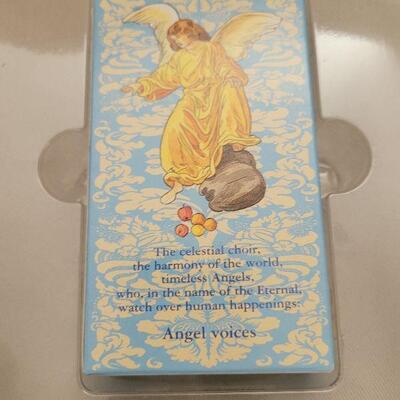 The celestial choir,
the harmony of the world,
timeless Angels,
who, in the name of the Eternal,
watch over human happenings:
Angel voices